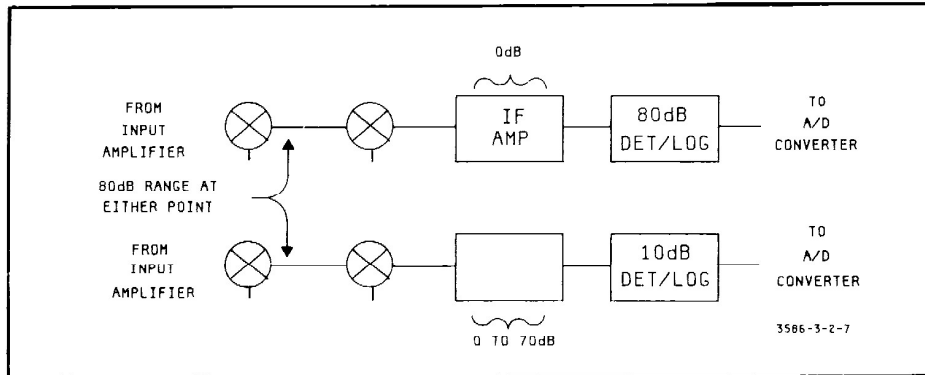 0dB
FROM
INPUT
AMPLIFIER
IF
AMP
80dB
DET/LOG
TO
A/D
CONVERTER
80dB RANGE AT
EITHER POINT
FROM
INPUT
AMPLIFIER
10dB
DET/LOG
TO
A/D
CONVERTER
0 TO 70dB
3586-3-2-7